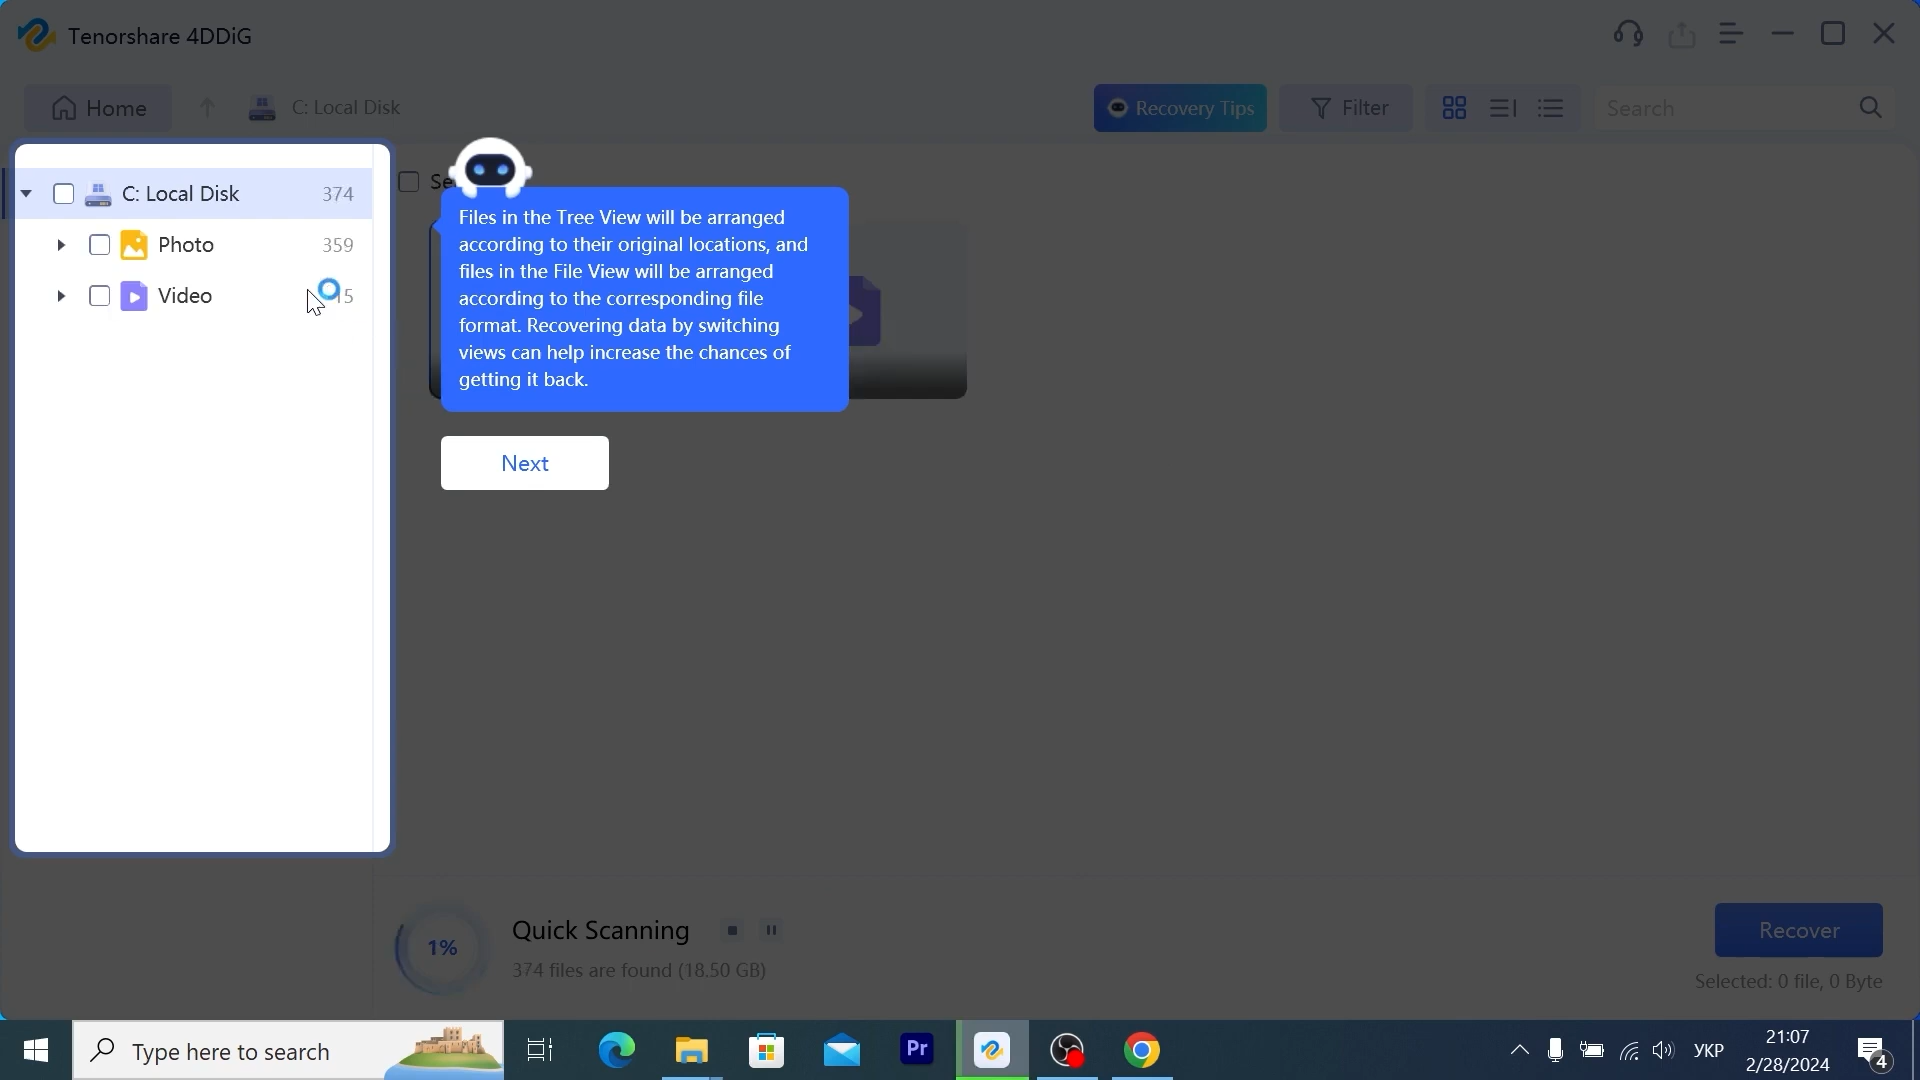 Tenorshare 4DDiG
Home
C: Local Disk
Recovery Tips
Filter
Search
C: Local Disk 374
Photo 359
Video 15
Files in the Tree View will be arranged
according to their original locations, and
files in the File View will be arranged
according to the corresponding file
format. Recovering data by switching
views can help increase the chances of
getting it back.
Next
1%
Quick Scanning
374 files are found (18.50 GB)
Recover
Selected: 0 file, 0 Byte
Type here to search
Pr
УКР
21:07
2/28/2024
4